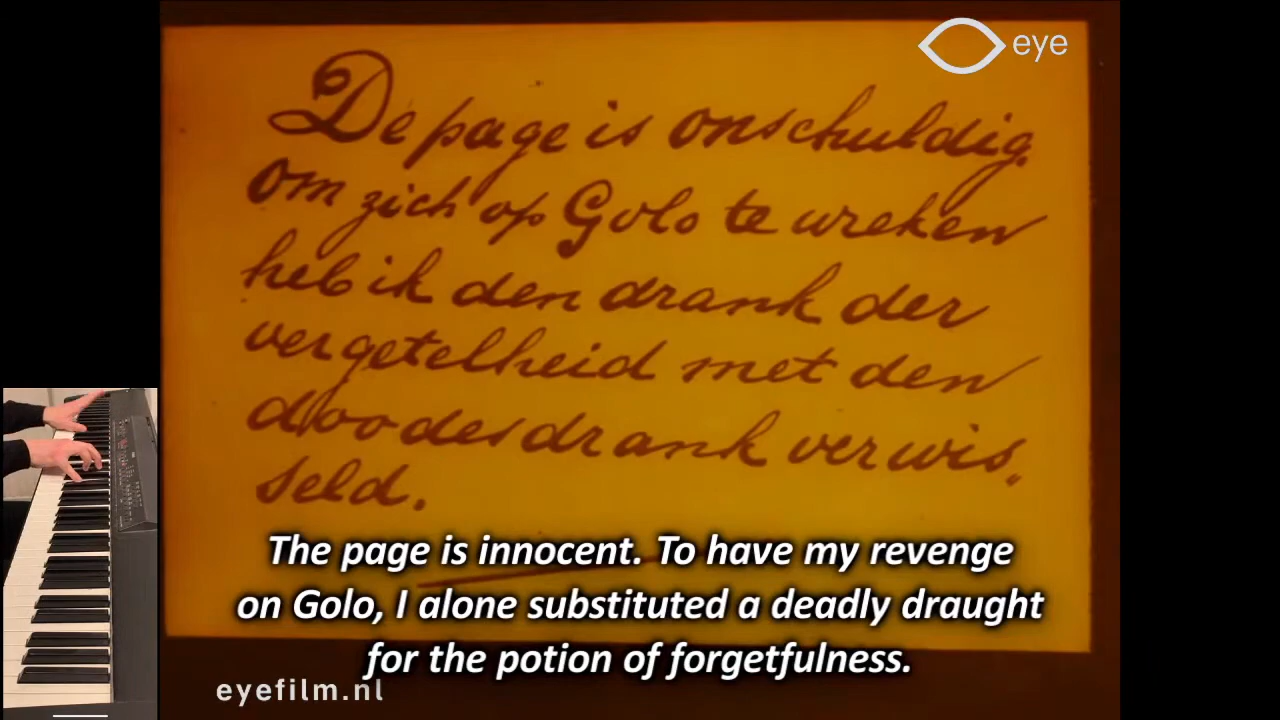 eye
De page is onschuldig.
om zich op Golo te wreken
heb ik den drank der
vergetelheid met den
doodesdrank verwis„
seld.
The page is innocent. To have my revenge
on Golo, I alone substituted a deadly draught
for the potion of forgetfulness.
eyefilm.nl